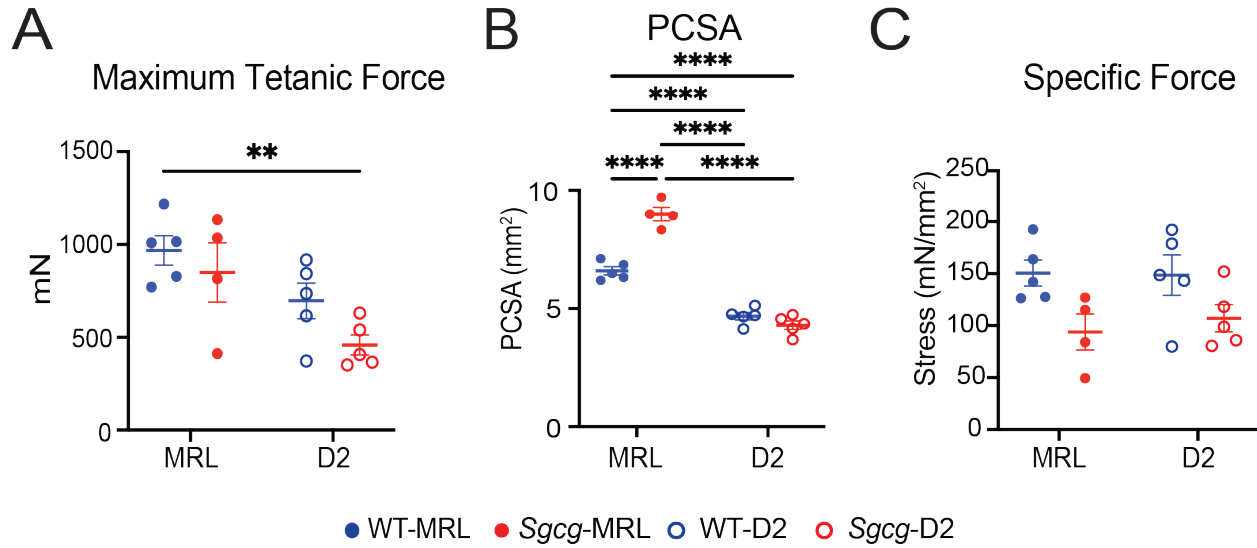 A
Maximum Tetanic Force
**
1500
1000
500
0
mN
MRL
D2
B
PCSA
****
****
****
****
****
10
5
0
PCSA (mm²)
MRL
D2
C
Specific Force
250
200
150
100
50
0
Stress (mN/mm²)
MRL
D2
WT-MRL
Sgcg-MRL
WT-D2
Sgcg-D2